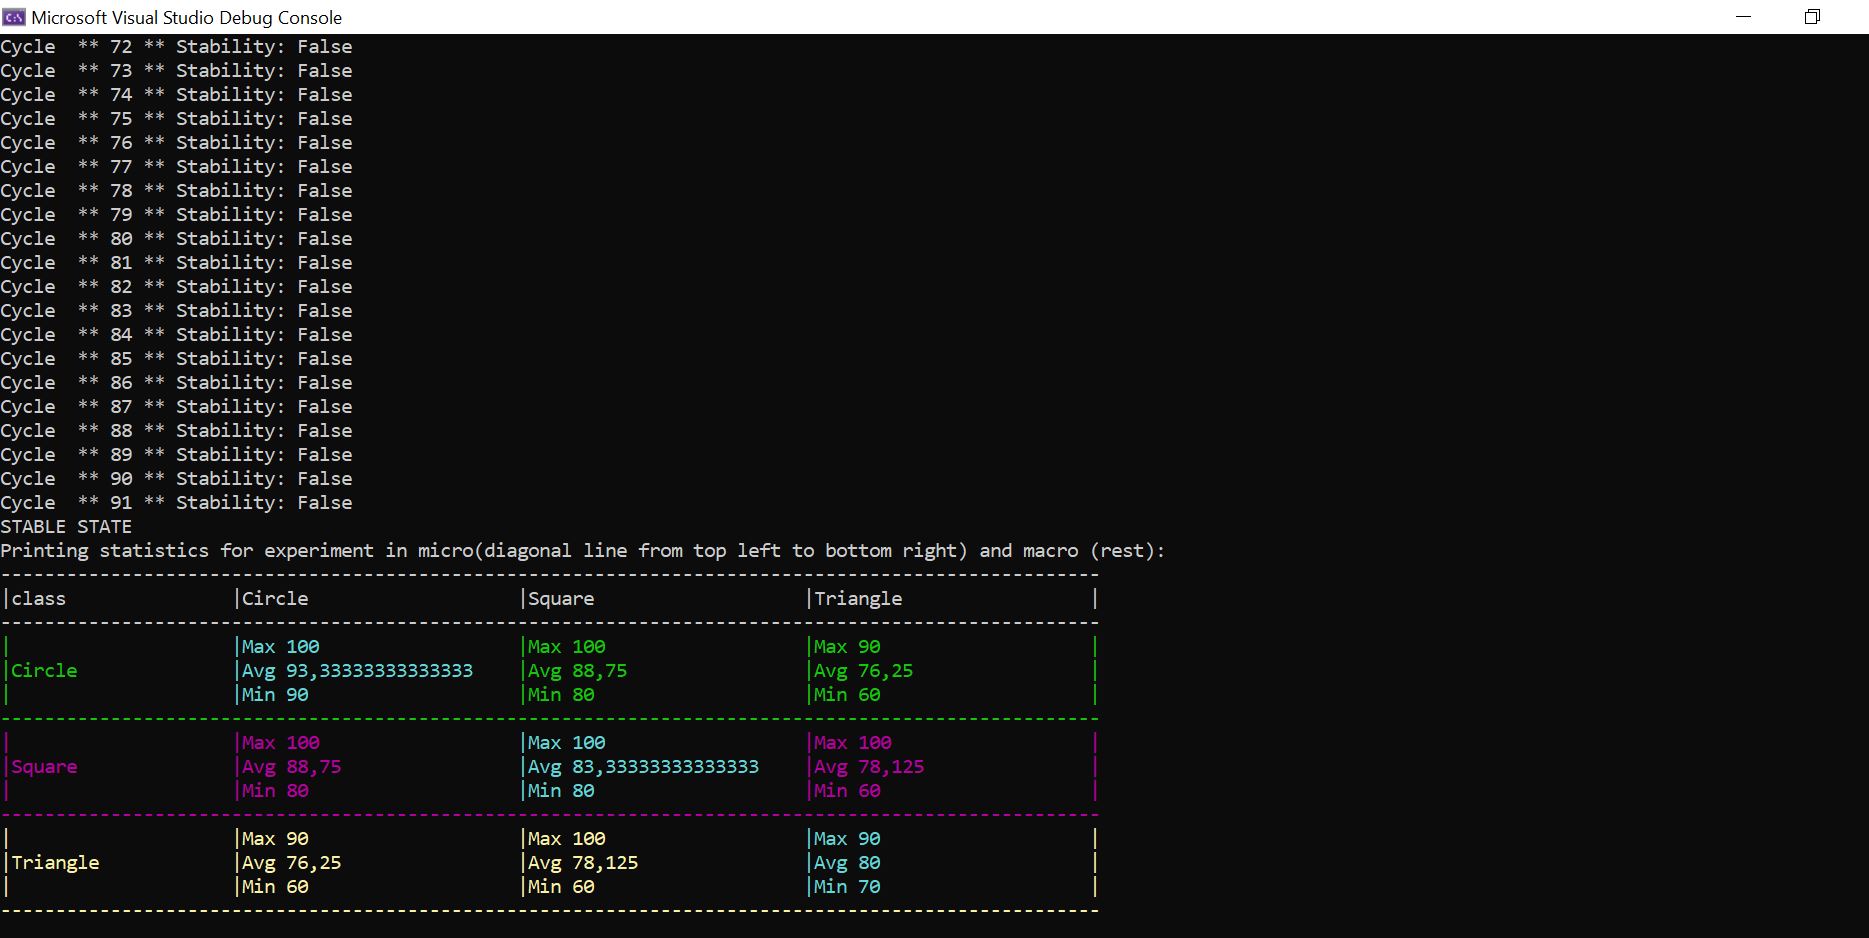 Microsoft Visual Studio Debug Console
Cycle  ** 72 ** Stability: False
Cycle  ** 73 ** Stability: False
Cycle  ** 74 ** Stability: False
Cycle  ** 75 ** Stability: False
Cycle  ** 76 ** Stability: False
Cycle  ** 77 ** Stability: False
Cycle  ** 78 ** Stability: False
Cycle  ** 79 ** Stability: False
Cycle  ** 80 ** Stability: False
Cycle  ** 81 ** Stability: False
Cycle  ** 82 ** Stability: False
Cycle  ** 83 ** Stability: False
Cycle  ** 84 ** Stability: False
Cycle  ** 85 ** Stability: False
Cycle  ** 86 ** Stability: False
Cycle  ** 87 ** Stability: False
Cycle  ** 88 ** Stability: False
Cycle  ** 89 ** Stability: False
Cycle  ** 90 ** Stability: False
Cycle  ** 91 ** Stability: False
STABLE STATE
Printing statistics for experiment in micro(diagonal line from top left to bottom right) and macro (rest):
----------------------------------------------------------------------------------------------------
|class               |Circle                   |Square                   |Triangle                 |
----------------------------------------------------------------------------------------------------
|                    |Max 100                  |Max 100                  |Max 90                   |
|Circle              |Avg 93,33333333333333    |Avg 88,75                |Avg 76,25                |
|                    |Min 90                   |Min 80                   |Min 60                   |
----------------------------------------------------------------------------------------------------
|                    |Max 100                  |Max 100                  |Max 100                  |
|Square              |Avg 88,75                |Avg 83,33333333333333    |Avg 78,125               |
|                    |Min 80                   |Min 80                   |Min 60                   |
----------------------------------------------------------------------------------------------------
|                    |Max 90                   |Max 100                  |Max 90                   |
|Triangle            |Avg 76,25                |Avg 78,125               |Avg 80                   |
|                    |Min 60                   |Min 60                   |Min 70                   |
----------------------------------------------------------------------------------------------------